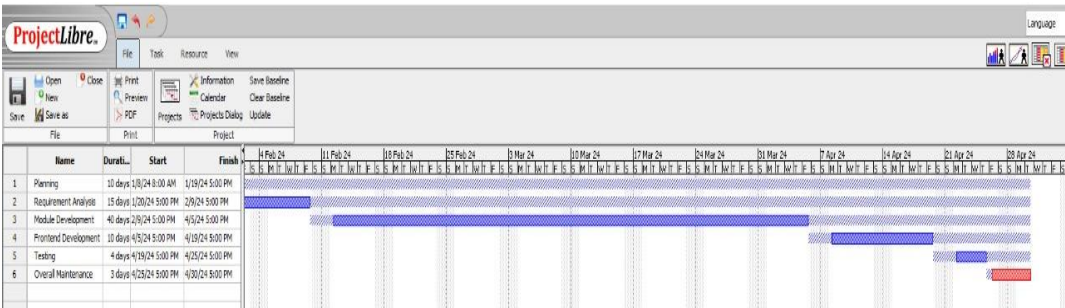 ProjectLibre
Language
File Task Resource View
Open Close Print Information Save Baseline
New Preview Calendar Clear Baseline
Save Save as PDF Projects Projects Dialog Update
File Print Project
Name Durati... Start Finish
4 Feb 24 11 Feb 24 18 Feb 24 25 Feb 24 3 Mar 24 10 Mar 24 17 Mar 24 24 Mar 24 31 Mar 24 7 Apr 24 14 Apr 24 21 Apr 24 28 Apr 24
1 Planning 10 days 1/8/24 8:00 AM 1/19/24 5:00 PM
2 Requirement Analysis 15 days 1/20/24 5:00 PM 2/9/24 5:00 PM
3 Module Development 40 days 2/9/24 5:00 PM 4/5/24 5:00 PM
4 Frontend Development 10 days 4/5/24 5:00 PM 4/19/24 5:00 PM
5 Testing 4 days 4/19/24 5:00 PM 4/25/24 5:00 PM
6 Overall Maintenance 3 days 4/25/24 5:00 PM 4/30/24 5:00 PM